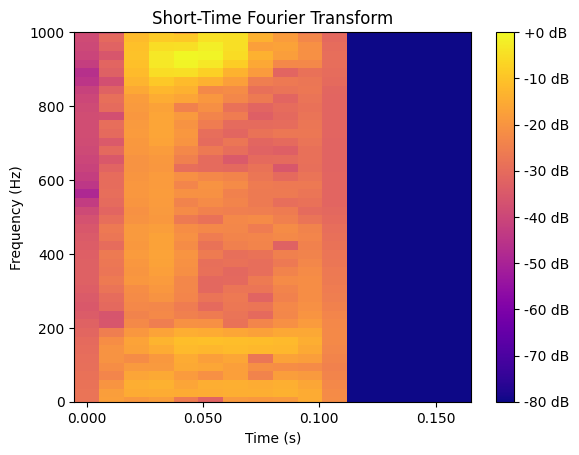 Short-Time Fourier Transform
Frequency (Hz)
1000
800
600
400
200
0
0.000
0.050
0.100
0.150
Time (s)
+0 dB
-10 dB
-20 dB
-30 dB
-40 dB
-50 dB
-60 dB
-70 dB
-80 dB